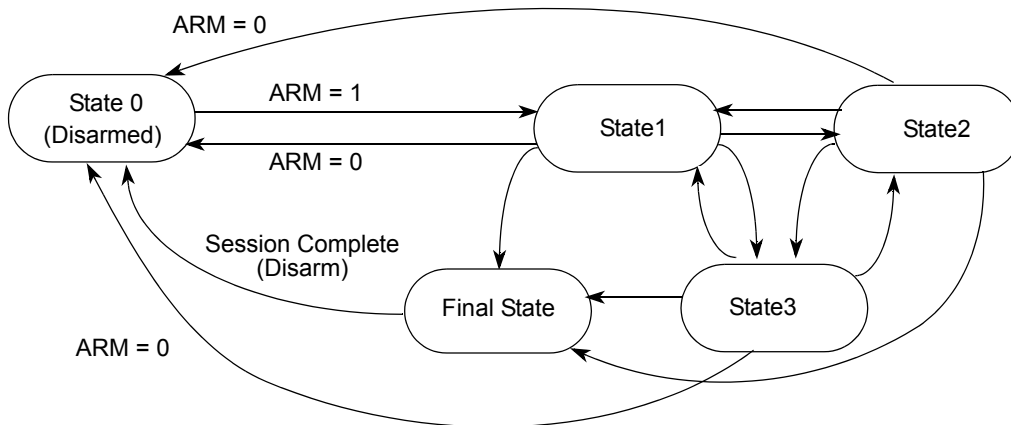 ARM = 0
State 0
(Disarmed)
ARM = 1
ARM = 0
State1
State2
Session Complete
(Disarm)
Final State
State3
ARM = 0